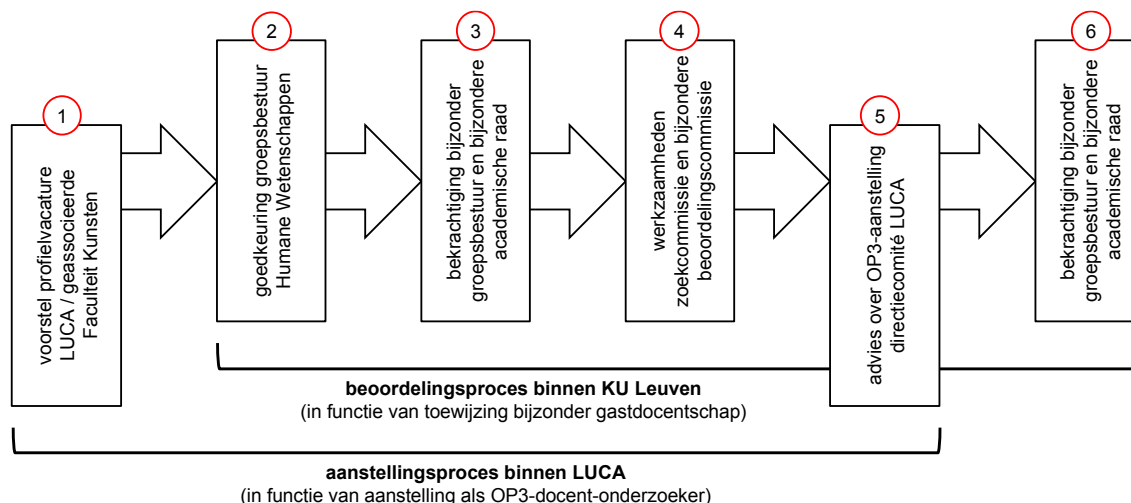 1
voorstel profielvacature
LUCA / geassocieerde
Faculteit Kunsten
2
goedkeuring groepsbestuur
Humane Wetenschappen
3
bekrachtiging bijzonder
groepsbestuur en bijzondere
academische raad
4
werkzaamheden
zoekcommissie en bijzondere
beoordelingscommissie
5
advies over OP3-aanstelling
directiecomité LUCA
6
bekrachtiging bijzonder
groepsbestuur en bijzondere
academische raad
beoordelingsproces binnen KU Leuven
(in functie van toewijzing bijzonder gastdocentschap)
aanstellingsproces binnen LUCA
(in functie van aanstelling als OP3-docent-onderzoeker)